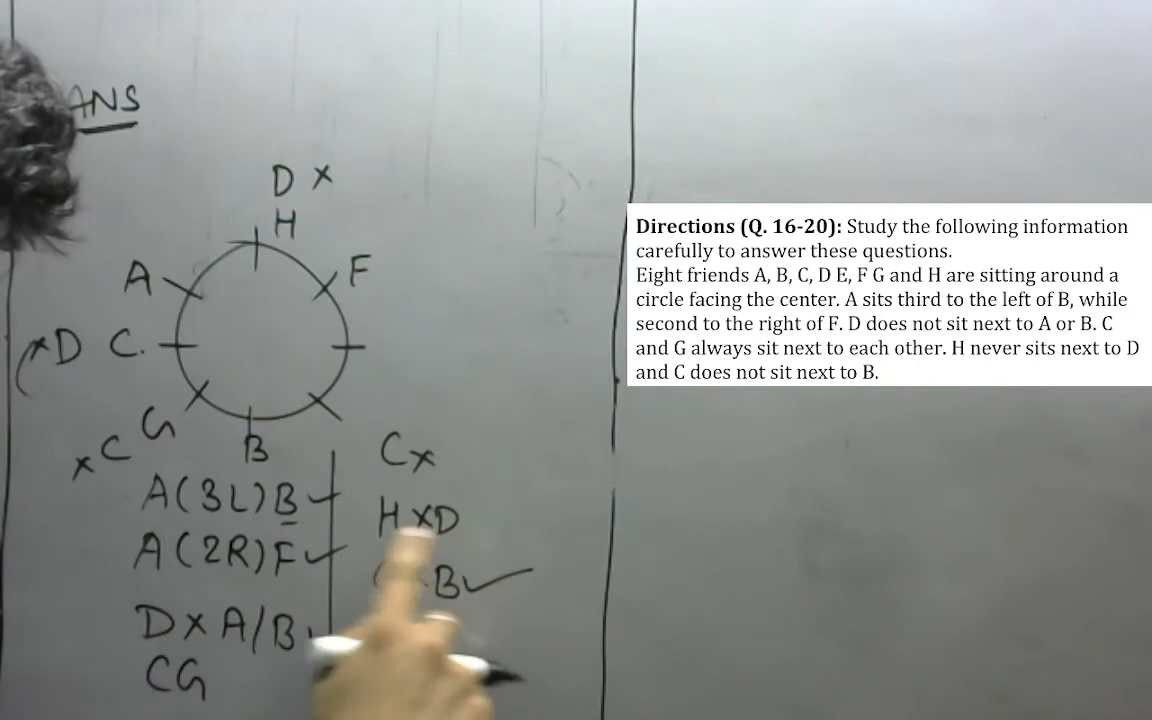 ANS
D x
H
A
F
x D C.
G
x C
B
A(3L)B
A(2R)F
D x A/B
CG
Cx
H x D
B ✓
Directions (Q. 16-20): Study the following information
carefully to answer these questions.
Eight friends A, B, C, D E, F G and H are sitting around a
circle facing the center. A sits third to the left of B, while
second to the right of F. D does not sit next to A or B. C
and G always sit next to each other. H never sits next to D
and C does not sit next to B.